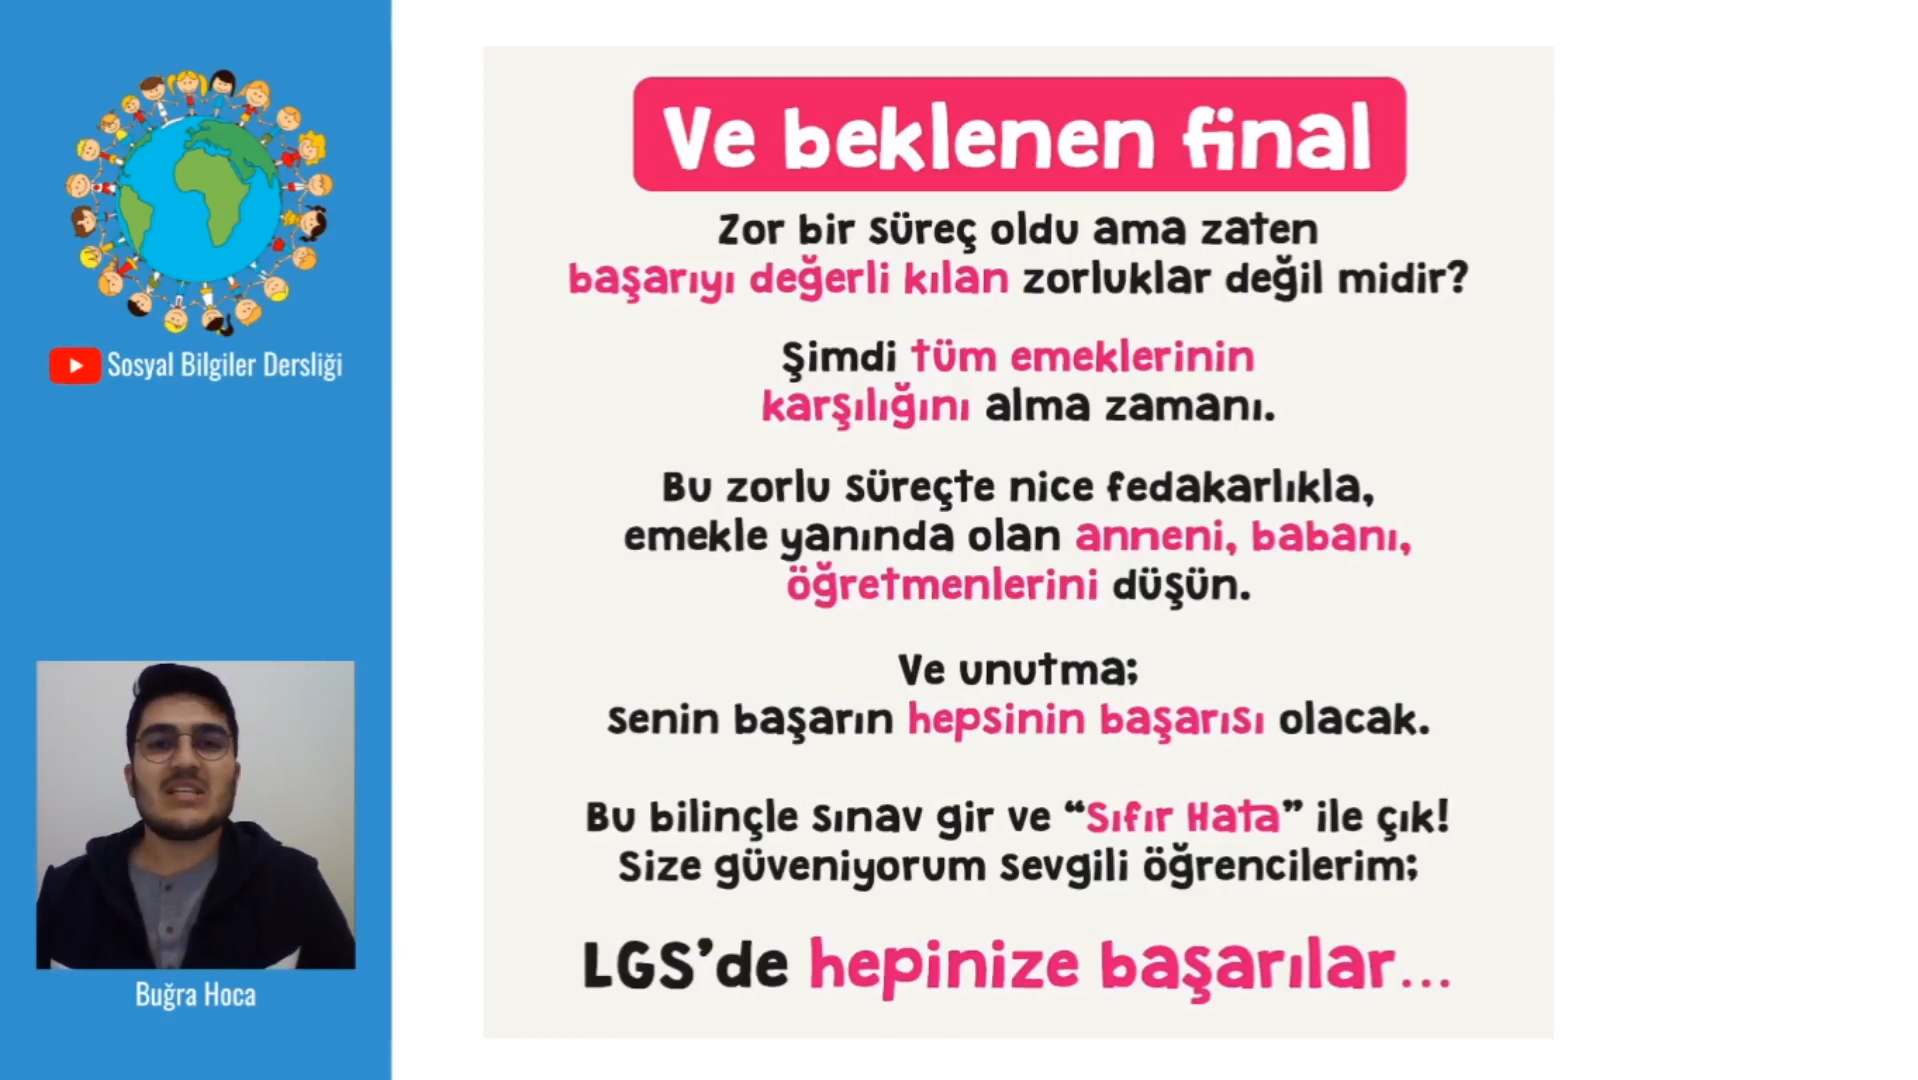 Sosyal Bilgiler Dersliği
Buğra Hoca
Ve beklenen final
Zor bir süreç oldu ama zaten
başarıyı değerli kılan zorluklar değil midir?
Şimdi tüm emeklerinin
karşılığını alma zamanı.
Bu zorlu süreçte nice fedakarlıkla,
emekle yanında olan anneni, babanı,
öğretmenlerini düşün.
Ve unutma;
senin başarın hepsinin başarısı olacak.
Bu bilinçle sınav gir ve “Sıfır Hata” ile çık!
Size güveniyorum sevgili öğrencilerim;
LGS’de hepinize başarılar...